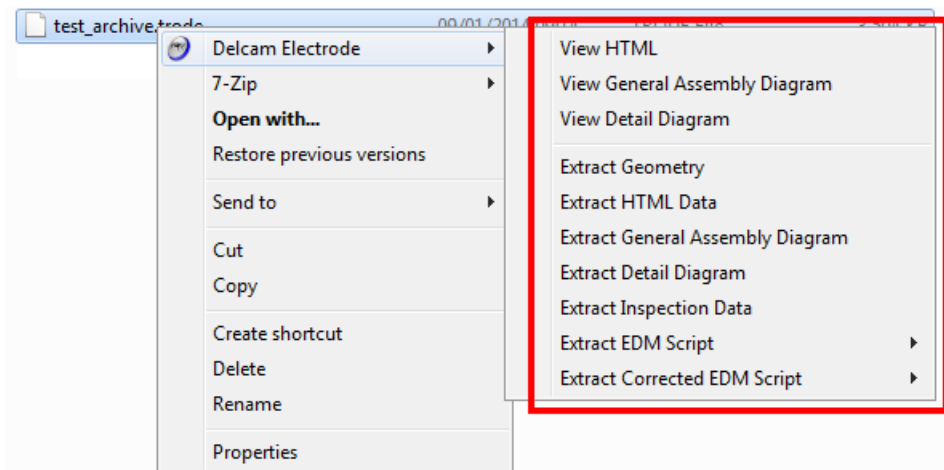 test_archive.trode
Delcam Electrode
7-Zip
Open with...
Restore previous versions
Send to
Cut
Copy
Create shortcut
Delete
Rename
Properties
View HTML
View General Assembly Diagram
View Detail Diagram
Extract Geometry
Extract HTML Data
Extract General Assembly Diagram
Extract Detail Diagram
Extract Inspection Data
Extract EDM Script
Extract Corrected EDM Script